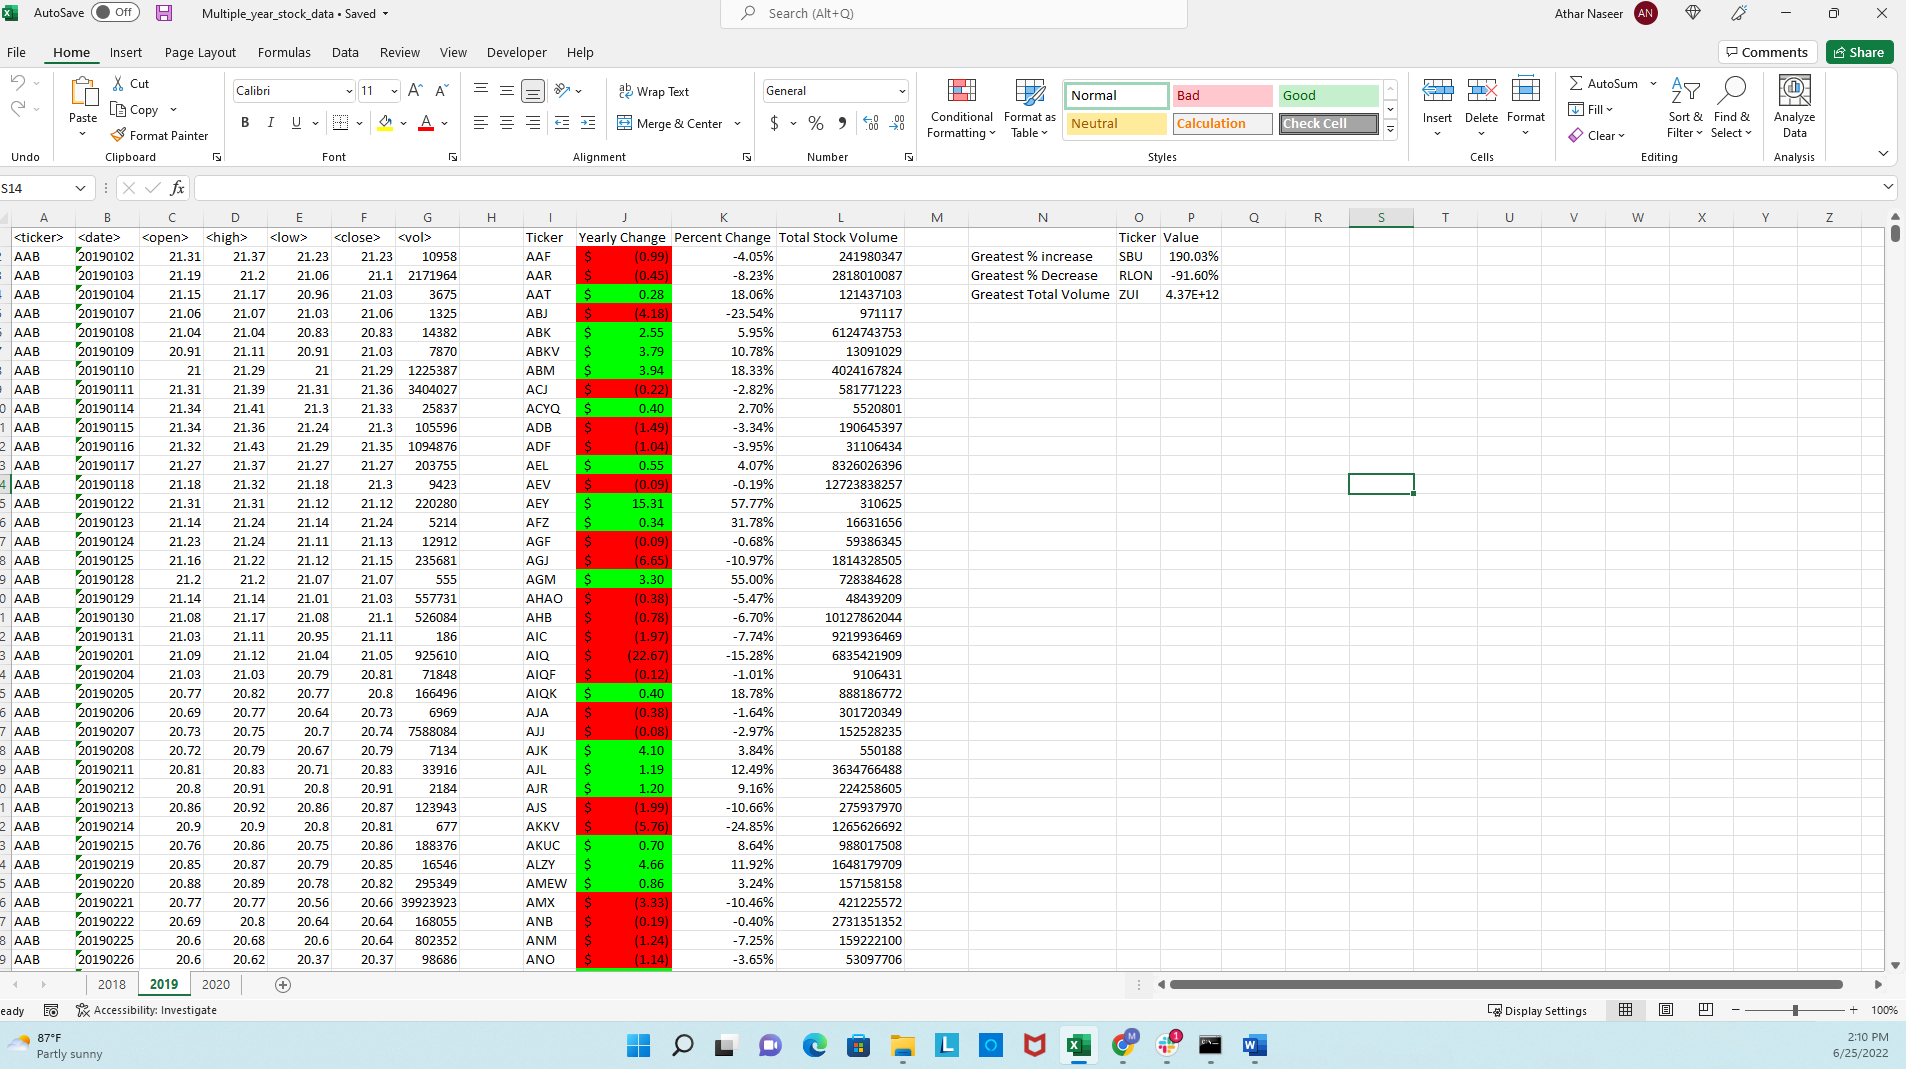 AutoSave Off Multiple_year_stock_data • Saved Search (Alt+Q) Athar Naseer AN
File Home Insert Page Layout Formulas Data Review View Developer Help Comments Share
Cut Calibri 11 Wrap Text General Normal Bad Good AutoSum
Paste Copy Conditional Formatting Format as Table Insert Delete Format Fill Sort & Filter Find & Select Analyze Data
Format Painter B I U Merge & Center $ % Neutral Calculation Check Cell Clear
Undo Clipboard Font Alignment Number Styles Cells Editing Analysis
S14 fx
A B C D E F G H I J K L M N O P Q R S T U V W X Y Z
<ticker> <date> <open> <high> <low> <close> <vol> Ticker Yearly Change Percent Change Total Stock Volume Ticker Value
AAB 20190102 21.31 21.37 21.23 21.23 10958 AAF $ (0.99) -4.05% 241980347 Greatest % increase SBU 190.03%
AAB 20190103 21.19 21.2 21.06 21.1 2171964 AAR $ (0.45) -8.23% 2818010087 Greatest % Decrease RLON -91.60%
AAB 20190104 21.15 21.17 20.96 21.03 3675 AAT $ 0.28 18.06% 121437103 Greatest Total Volume ZUI 4.37E+12
AAB 20190107 21.06 21.07 21.03 21.06 1325 ABJ $ (4.18) -23.54% 971117
AAB 20190108 21.04 21.04 20.83 20.83 14382 ABK $ 2.55 5.95% 6124743753
AAB 20190109 20.91 21.11 20.91 21.03 7870 ABKV $ 3.79 10.78% 13091029
AAB 20190110 21 21.29 21 21.29 1225387 ABM $ 3.94 18.33% 4024167824
AAB 20190111 21.31 21.39 21.31 21.36 3404027 ACJ $ (0.22) -2.82% 581771223
AAB 20190114 21.34 21.41 21.3 21.33 25837 ACYQ $ 0.40 2.70% 5520801
AAB 20190115 21.34 21.36 21.24 21.3 105596 ADB $ (1.49) -3.34% 190645397
AAB 20190116 21.32 21.43 21.29 21.35 1094876 ADF $ (1.04) -3.95% 31106434
AAB 20190117 21.27 21.37 21.27 21.27 203755 AEL $ 0.55 4.07% 8326026396
AAB 20190118 21.18 21.32 21.18 21.3 9423 AEV $ (0.09) -0.19% 12723838257
AAB 20190122 21.31 21.31 21.12 21.12 220280 AEY $ 15.31 57.77% 310625
AAB 20190123 21.14 21.24 21.14 21.24 5214 AFZ $ 0.34 31.78% 16631656
AAB 20190124 21.23 21.24 21.11 21.13 12912 AGF $ (0.09) -0.68% 59386345
AAB 20190125 21.16 21.22 21.12 21.15 235681 AGJ $ (6.65) -10.97% 1814328505
AAB 20190128 21.2 21.2 21.07 21.07 555 AGM $ 3.30 55.00% 728384628
AAB 20190129 21.14 21.14 21.01 21.03 557731 AHAO $ (0.38) -5.47% 48439209
AAB 20190130 21.08 21.17 21.08 21.1 526084 AHB $ (0.78) -6.70% 10127862044
AAB 20190131 21.03 21.11 20.95 21.11 186 AIC $ (1.97) -7.74% 9219936469
AAB 20190201 21.09 21.12 21.04 21.05 925610 AIQ $ (22.67) -15.28% 6835421909
AAB 20190204 21.03 21.03 20.79 20.81 71848 AIQF $ (0.12) -1.01% 9106431
AAB 20190205 20.77 20.82 20.77 20.8 166496 AIQK $ 0.40 18.78% 888186772
AAB 20190206 20.69 20.77 20.64 20.73 6969 AJA $ (0.38) -1.64% 301720349
AAB 20190207 20.73 20.75 20.7 20.74 7588084 AJJ $ (0.08) -2.97% 152528235
AAB 20190208 20.72 20.79 20.67 20.79 7134 AJK $ 4.10 3.84% 550188
AAB 20190211 20.81 20.83 20.71 20.83 33916 AJL $ 1.19 12.49% 3634766488
AAB 20190212 20.8 20.91 20.8 20.91 2184 AJR $ 1.20 9.16% 224258605
AAB 20190213 20.86 20.92 20.86 20.87 123943 AJS $ (1.99) -10.66% 275937970
AAB 20190214 20.9 20.9 20.8 20.81 677 AKKV $ (5.76) -24.85% 1265626692
AAB 20190215 20.76 20.86 20.75 20.86 188376 AKUC $ 0.70 8.64% 988017508
AAB 20190219 20.85 20.87 20.79 20.85 16546 ALZY $ 4.66 11.92% 1648179709
AAB 20190220 20.88 20.89 20.78 20.82 295349 AMEW $ 0.86 3.24% 157158158
AAB 20190221 20.77 20.77 20.56 20.66 39923923 AMX $ (3.33) -10.46% 421225572
AAB 20190222 20.69 20.8 20.64 20.64 168055 ANB $ (0.19) -0.40% 2731351352
AAB 20190225 20.6 20.68 20.6 20.64 802352 ANM $ (1.24) -7.25% 159222100
AAB 20190226 20.6 20.62 20.37 20.37 98686 ANO $ (1.14) -3.65% 53097706
2018 2019 2020
eady Accessibility: Investigate Display Settings 100%
87°F
Partly sunny
2:10 PM
6/25/2022